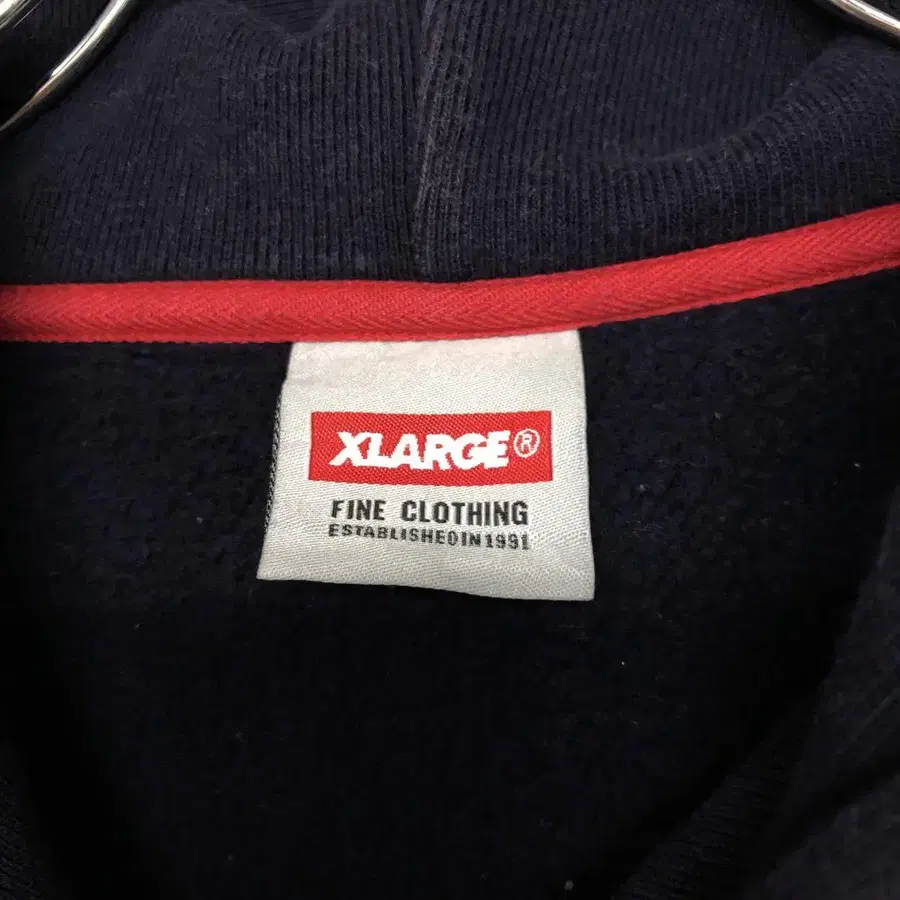 XLARGE®
FINE CLOTHING
ESTABLISHED IN 1991